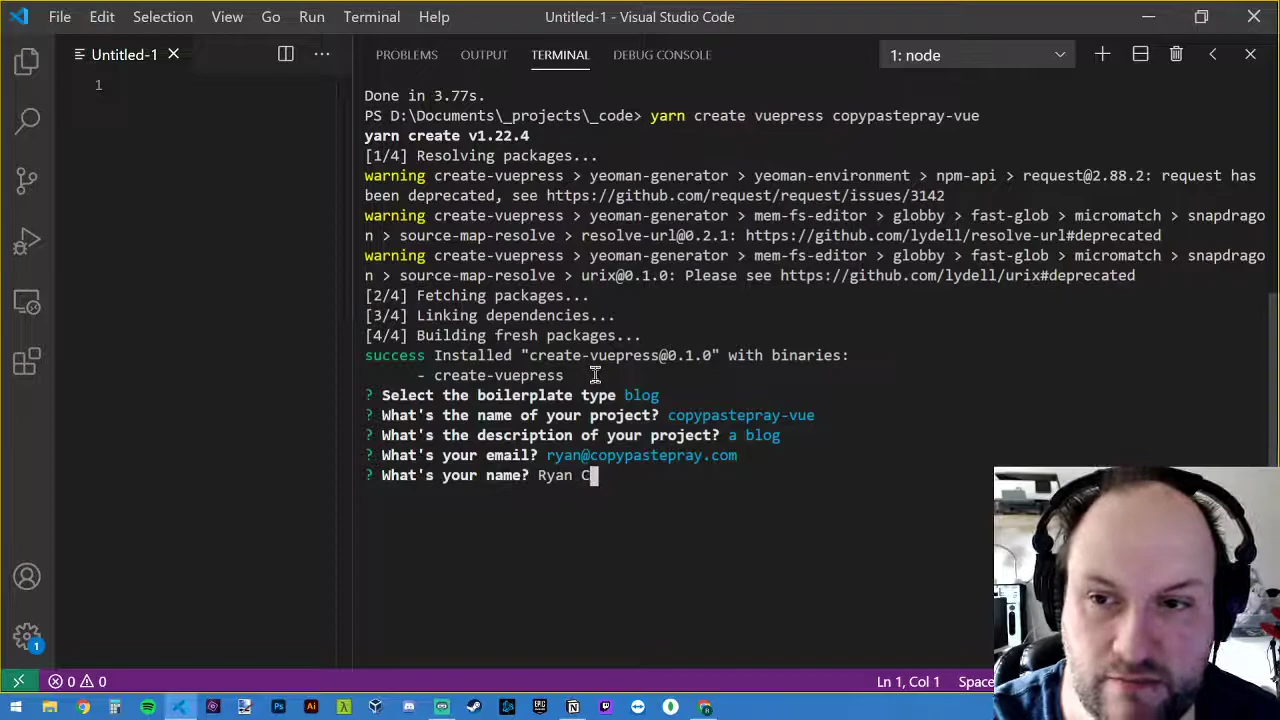 File Edit Selection View Go Run Terminal Help Untitled-1 - Visual Studio Code
Untitled-1
PROBLEMS OUTPUT TERMINAL DEBUG CONSOLE 1: node
1
Done in 3.77s.
PS D:\Documents\_projects\_code> yarn create vuepress copypastepray-vue
yarn create v1.22.4
[1/4] Resolving packages...
warning create-vuepress > yeoman-generator > yeoman-environment > npm-api > request@2.88.2: request has
been deprecated, see https://github.com/request/request/issues/3142
warning create-vuepress > yeoman-generator > mem-fs-editor > globby > fast-glob > micromatch > snapdrago
n > source-map-resolve > resolve-url@0.2.1: https://github.com/lydell/resolve-url#deprecated
warning create-vuepress > yeoman-generator > mem-fs-editor > globby > fast-glob > micromatch > snapdrago
n > source-map-resolve > urix@0.1.0: Please see https://github.com/lydell/urix#deprecated
[2/4] Fetching packages...
[3/4] Linking dependencies...
[4/4] Building fresh packages...
success Installed "create-vuepress@0.1.0" with binaries:
- create-vuepress
? Select the boilerplate type blog
? What's the name of your project? copypastepray-vue
? What's the description of your project? a blog
? What's your email? ryan@copypastepray.com
? What's your name? Ryan C
1
0 0 Ln 1, Col 1 Space
Ps Ai EPIC